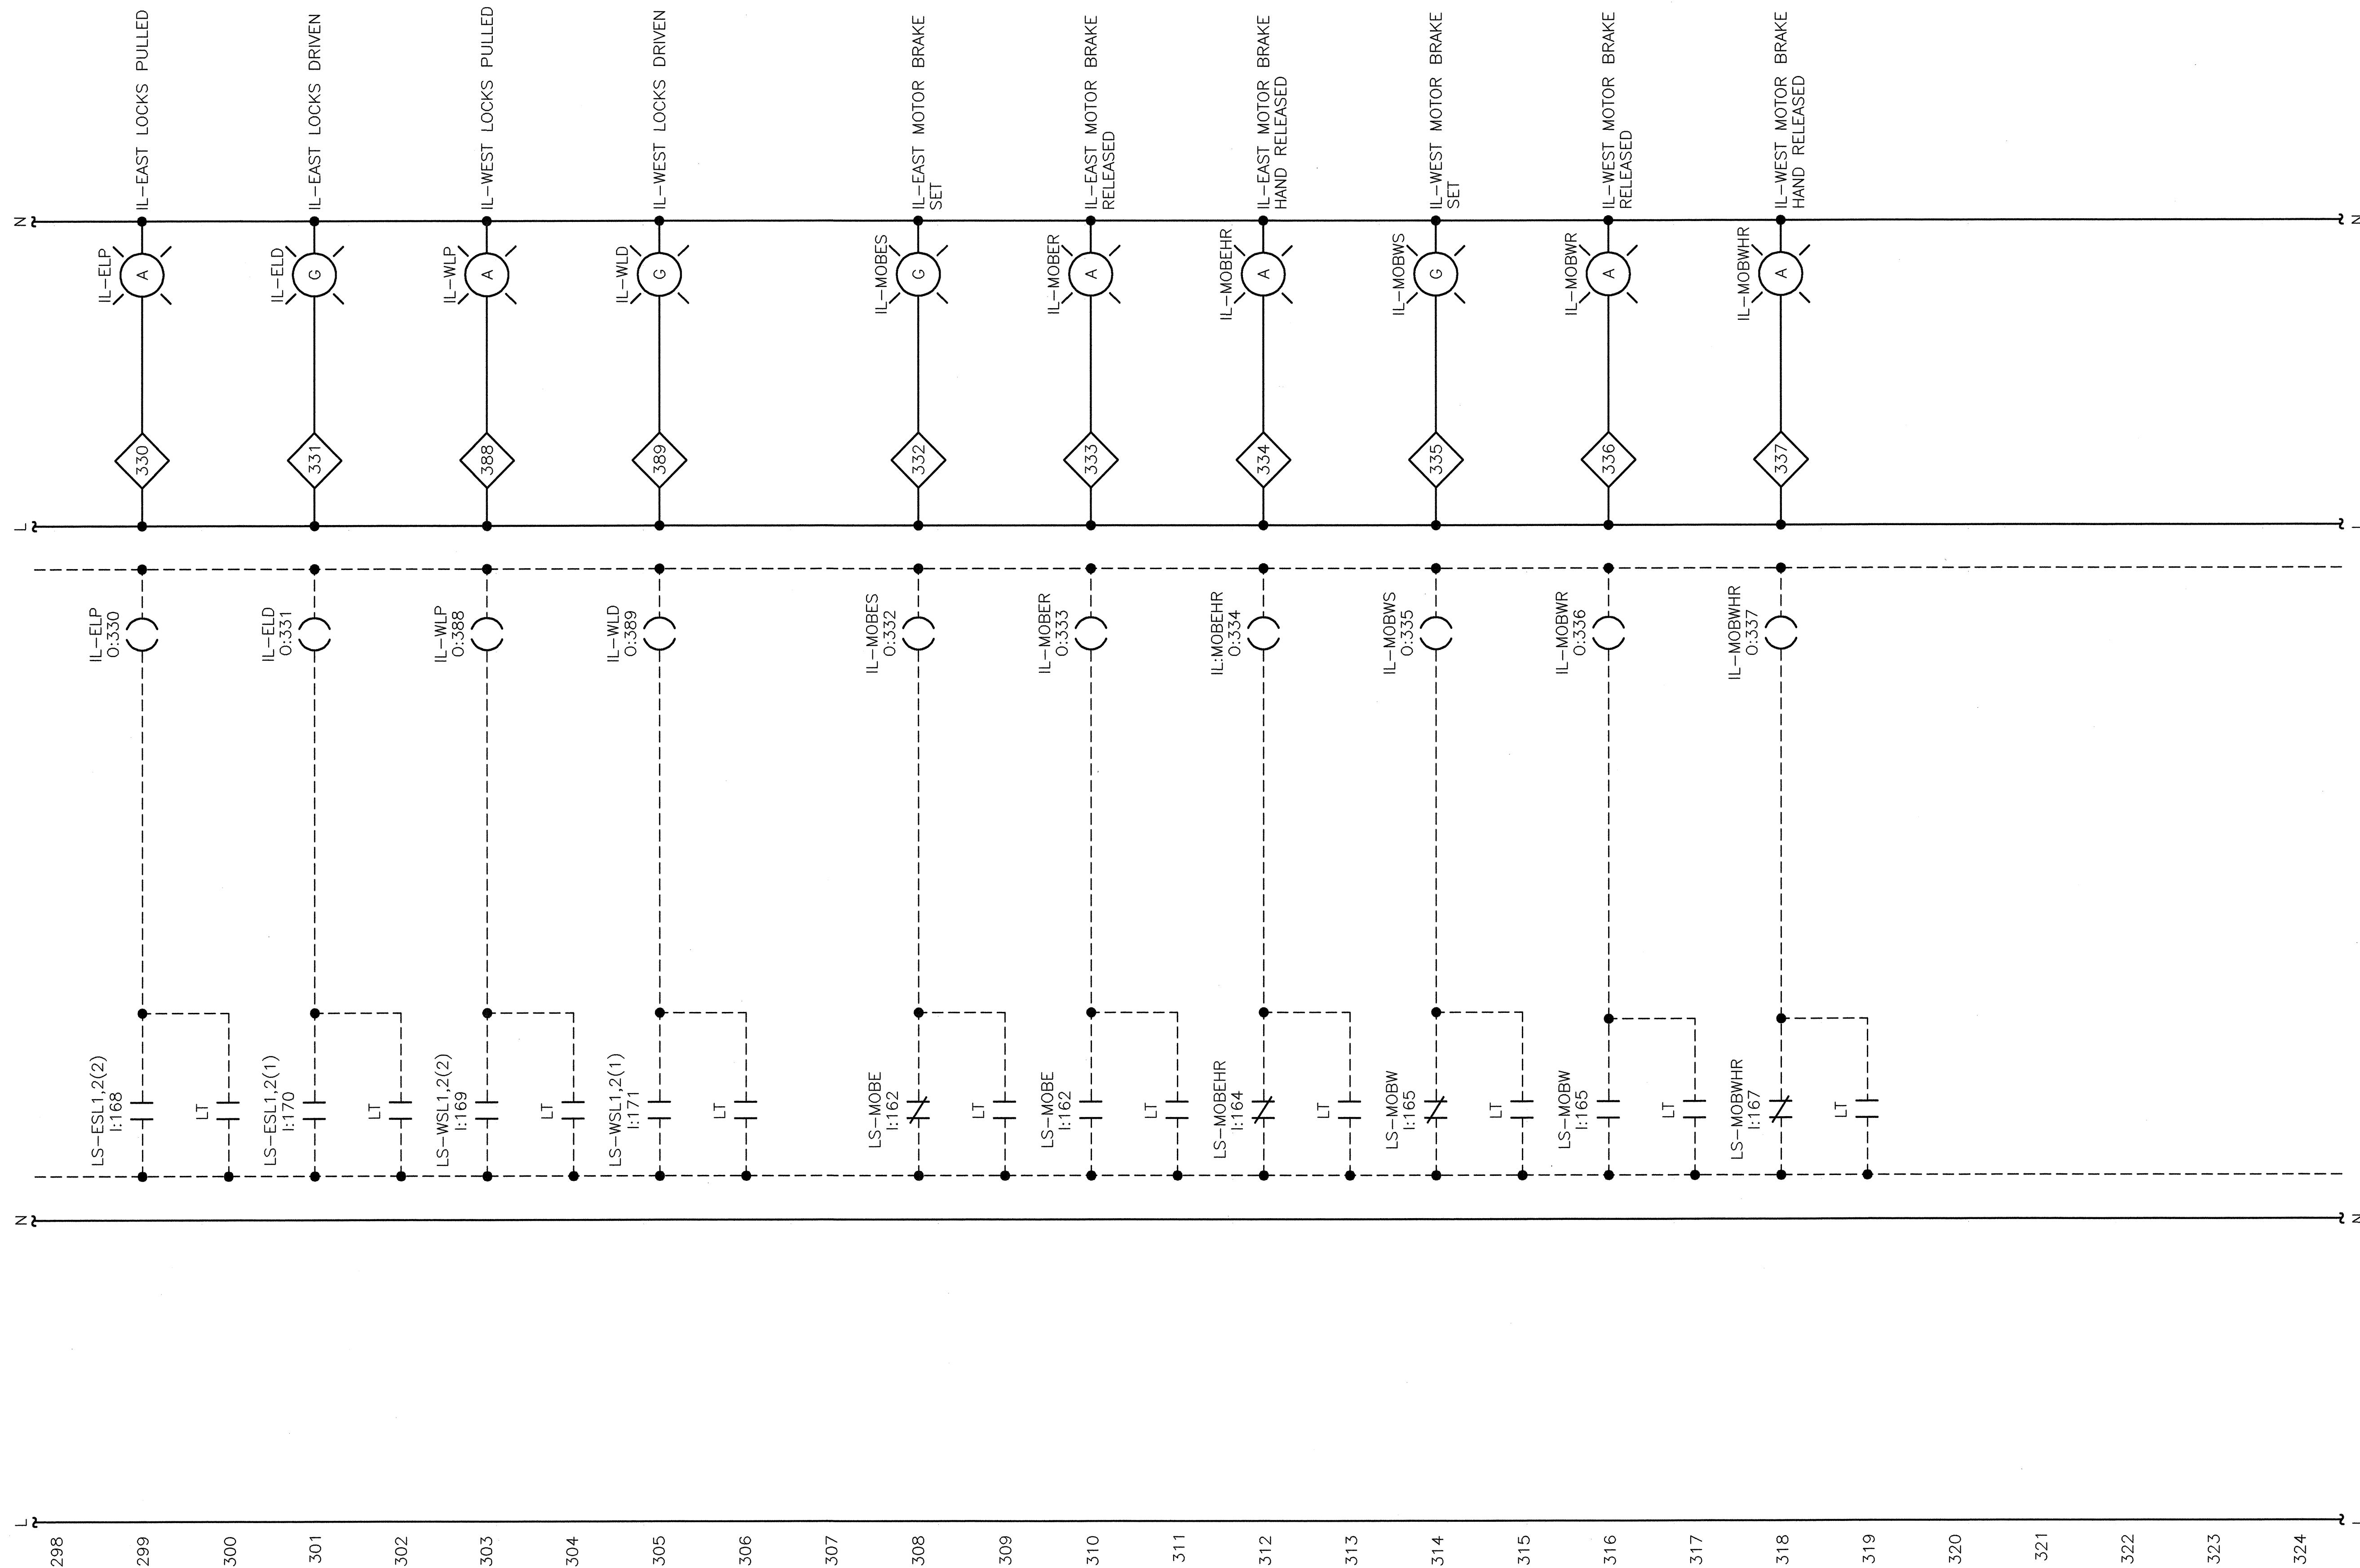 L
N
L
N
298
299
LS-ESL1,2(2)
I:168
IL-ELP
O:330
330
IL-ELP
A
IL-EAST LOCKS PULLED
300
LT
301
LS-ESL1,2(1)
I:170
IL-ELD
O:331
331
IL-ELD
G
IL-EAST LOCKS DRIVEN
302
LT
303
LS-WSL1,2(2)
I:169
IL-WLP
O:388
388
IL-WLP
A
IL-WEST LOCKS PULLED
304
LT
305
LS-WSL1,2(1)
I:171
IL-WLD
O:389
389
IL-WLD
G
IL-WEST LOCKS DRIVEN
306
LT
307
308
LS-MOBE
I:162
IL-MOBES
O:332
332
IL-MOBES
G
IL-EAST MOTOR BRAKE
SET
309
LT
310
LS-MOBE
I:162
IL-MOBER
O:333
333
IL-MOBER
A
IL-EAST MOTOR BRAKE
RELEASED
311
LT
312
LS-MOBEHR
I:164
IL:MOBEHR
O:334
334
IL-MOBEHR
A
IL-EAST MOTOR BRAKE
HAND RELEASED
313
LT
314
LS-MOBW
I:165
IL-MOBWS
O:335
335
IL-MOBWS
G
IL-WEST MOTOR BRAKE
SET
315
LT
316
LS-MOBW
I:165
IL-MOBWR
O:336
336
IL-MOBWR
A
IL-WEST MOTOR BRAKE
RELEASED
317
LT
318
LS-MOBWHR
I:167
IL-MOBWHR
O:337
337
IL-MOBWHR
A
IL-WEST MOTOR BRAKE
HAND RELEASED
319
LT
320
321
322
323
324
L
N
L
N